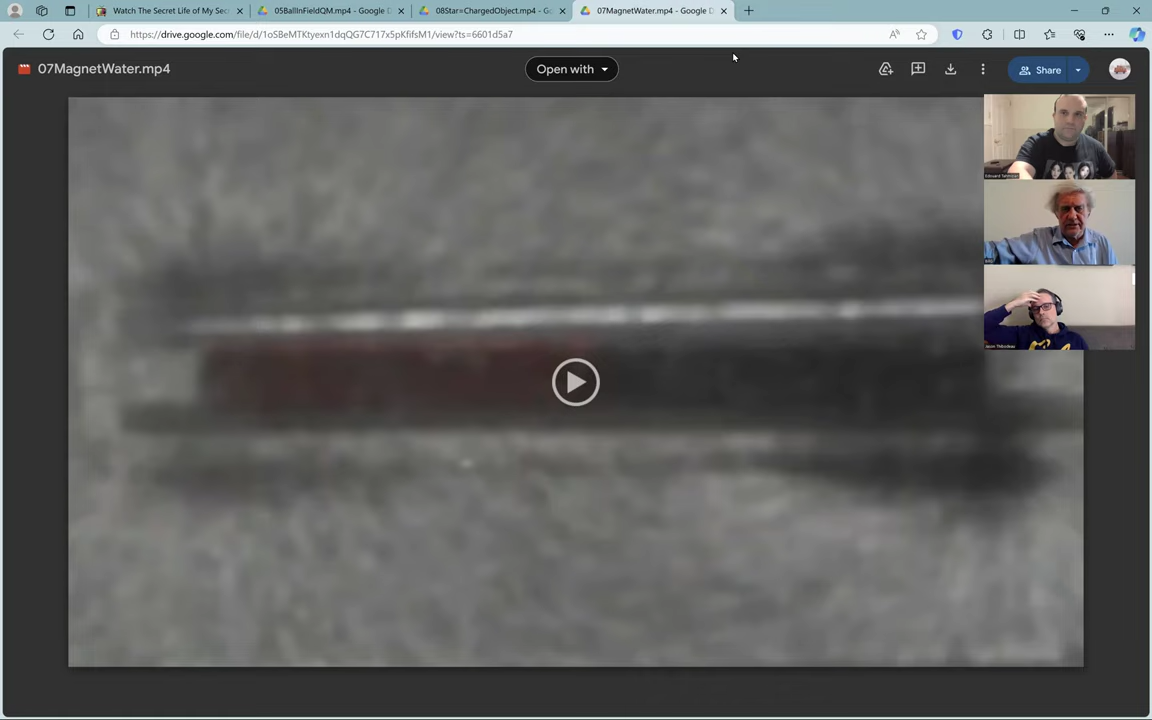 Watch The Secret Life of My Sec
05BallInFieldQM.mp4 - Google D
08Star=ChargedObject.mp4 - Go
07MagnetWater.mp4 - Google D
https://drive.google.com/file/d/1oSBeMTKtyexn1dqQG7C717x5pKfifsM1/view?ts=6601d5a7
07MagnetWater.mp4
Open with
Share